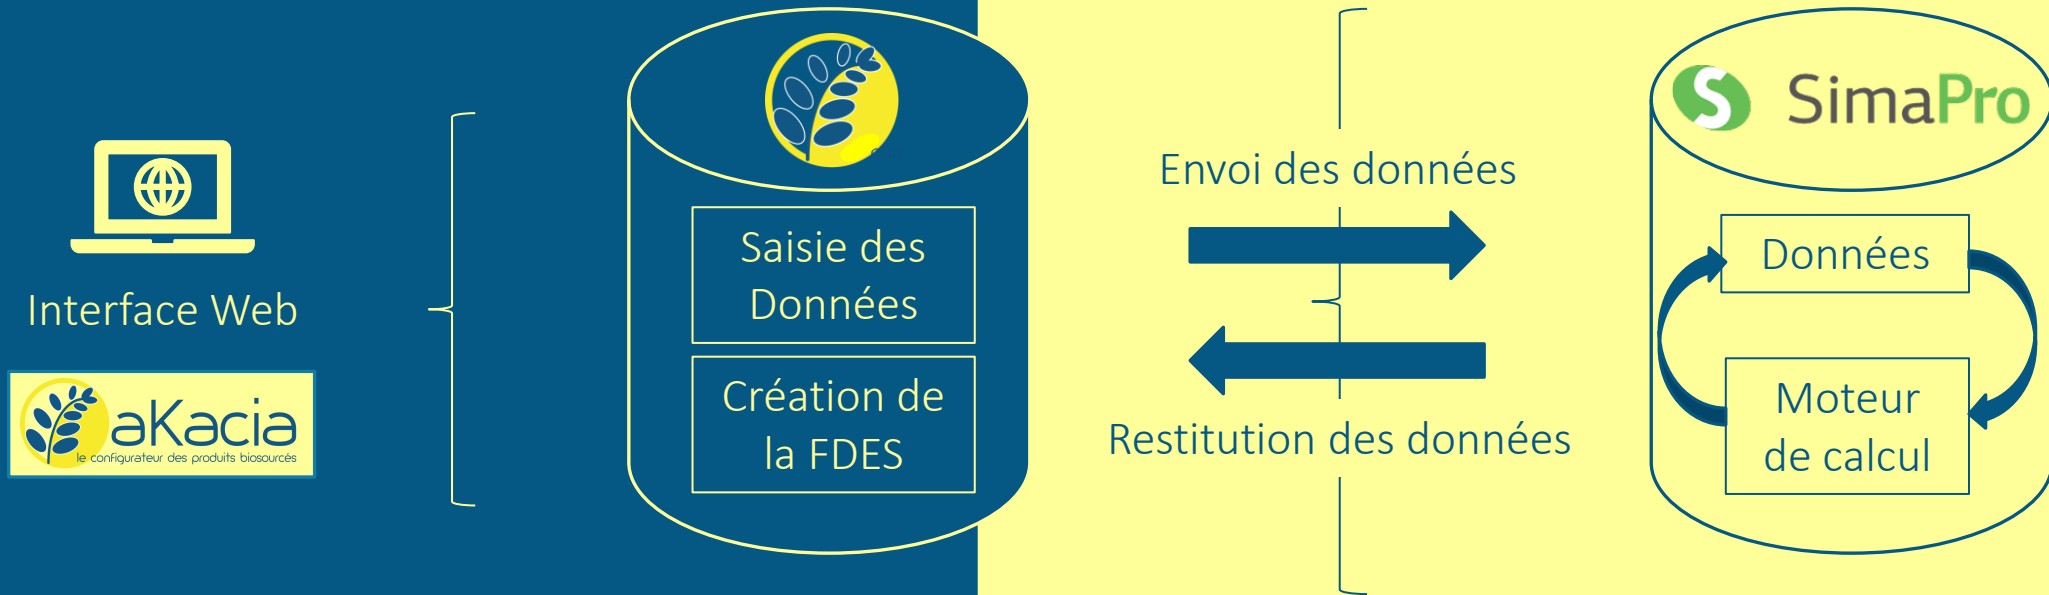 Interface Web
aKacia
le configurateur des produits biosourcés
Saisie des
Données
Création de
la FDES
Envoi des données
Restitution des données
SimaPro
Données
Moteur
de calcul